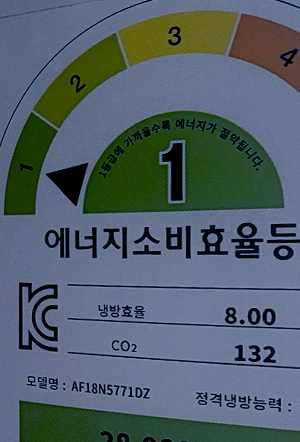 1 2 3 4
1등급에 가까울수록 에너지가 절약됩니다.
1
에너지소비효율등
냉방효율 8.00
CO2 132
모델명 : AF18N5771DZ 정격냉방능력 :